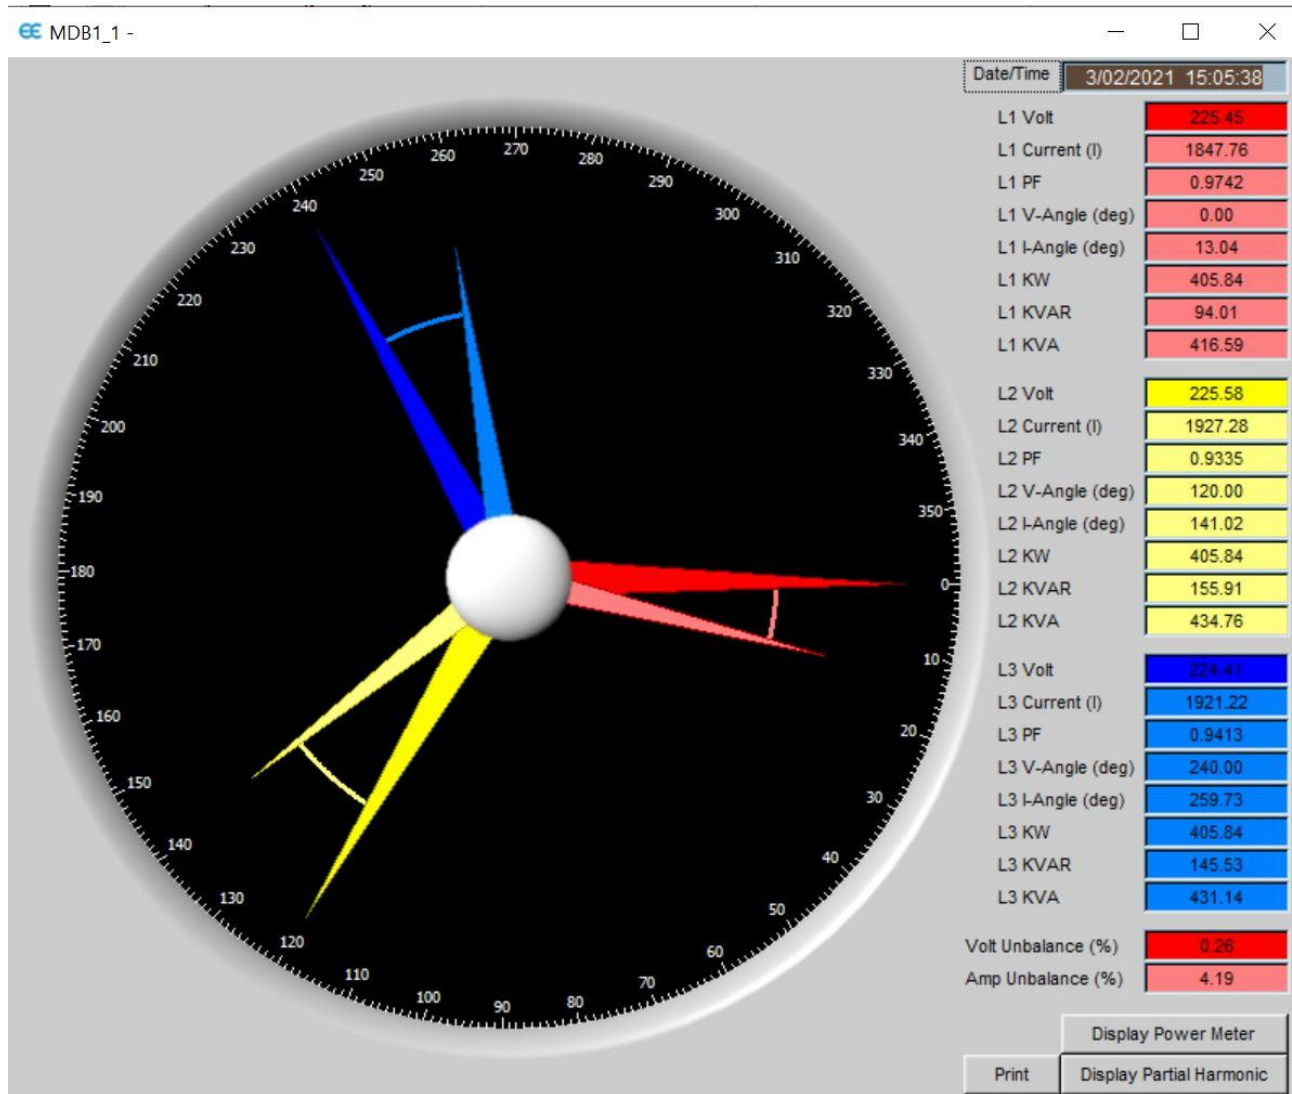 MDB1_1 -
Date/Time 3/02/2021 15:05:38
L1 Volt 225.45
L1 Current (I) 1847.76
L1 PF 0.9742
L1 V-Angle (deg) 0.00
L1 I-Angle (deg) 13.04
L1 KW 405.84
L1 KVAR 94.01
L1 KVA 416.59
L2 Volt 225.58
L2 Current (I) 1927.28
L2 PF 0.9335
L2 V-Angle (deg) 120.00
L2 I-Angle (deg) 141.02
L2 KW 405.84
L2 KVAR 155.91
L2 KVA 434.76
L3 Volt 224.41
L3 Current (I) 1921.22
L3 PF 0.9413
L3 V-Angle (deg) 240.00
L3 I-Angle (deg) 259.73
L3 KW 405.84
L3 KVAR 145.53
L3 KVA 431.14
Volt Unbalance (%) 0.26
Amp Unbalance (%) 4.19
Display Power Meter
Print Display Partial Harmonic
0
10
20
30
40
50
60
70
80
90
100
110
120
130
140
150
160
170
180
190
200
210
220
230
240
250
260
270
280
290
300
310
320
330
340
350